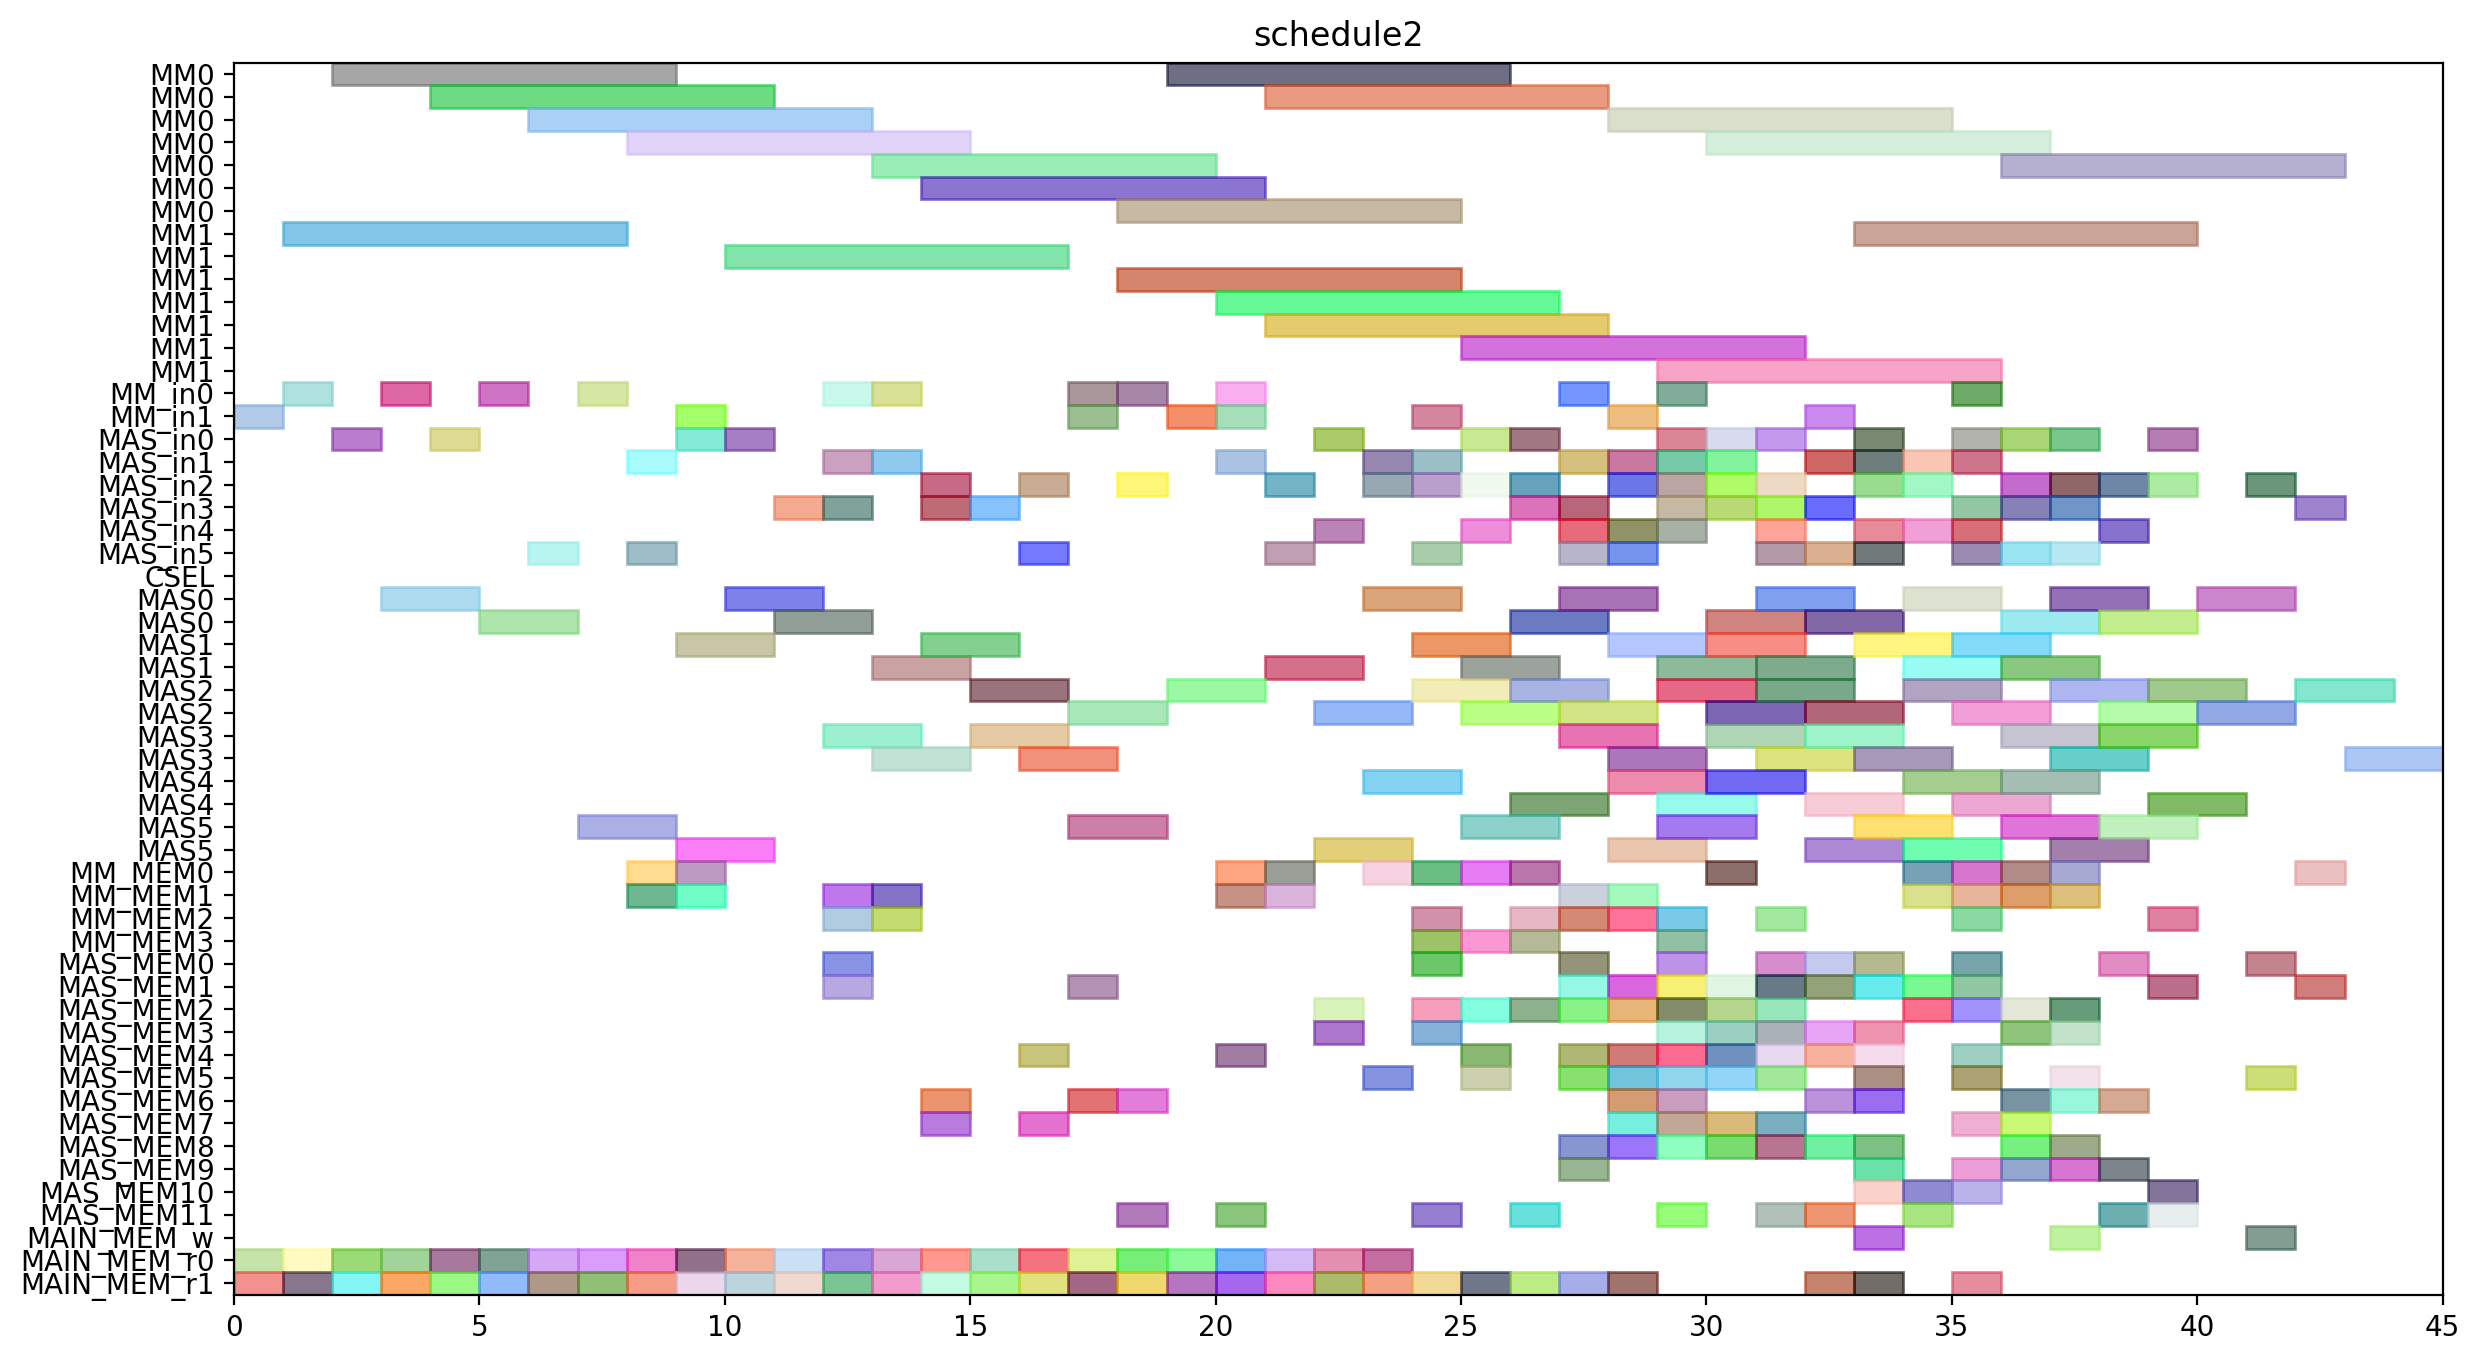 schedule2
MM0
MM0
MM0
MM0
MM0
MM0
MM0
MM1
MM1
MM1
MM1
MM1
MM1
MM1
MM_in0
MM_in1
MAS_in0
MAS_in1
MAS_in2
MAS_in3
MAS_in4
MAS_in5
CSEL
MAS0
MAS0
MAS1
MAS1
MAS2
MAS2
MAS3
MAS3
MAS4
MAS4
MAS5
MAS5
MM_MEM0
MM_MEM1
MM_MEM2
MM_MEM3
MAS_MEM0
MAS_MEM1
MAS_MEM2
MAS_MEM3
MAS_MEM4
MAS_MEM5
MAS_MEM6
MAS_MEM7
MAS_MEM8
MAS_MEM9
MAS_MEM10
MAS_MEM11
MAIN_MEM_w
MAIN_MEM_r0
MAIN_MEM_r1
0 5 10 15 20 25 30 35 40 45